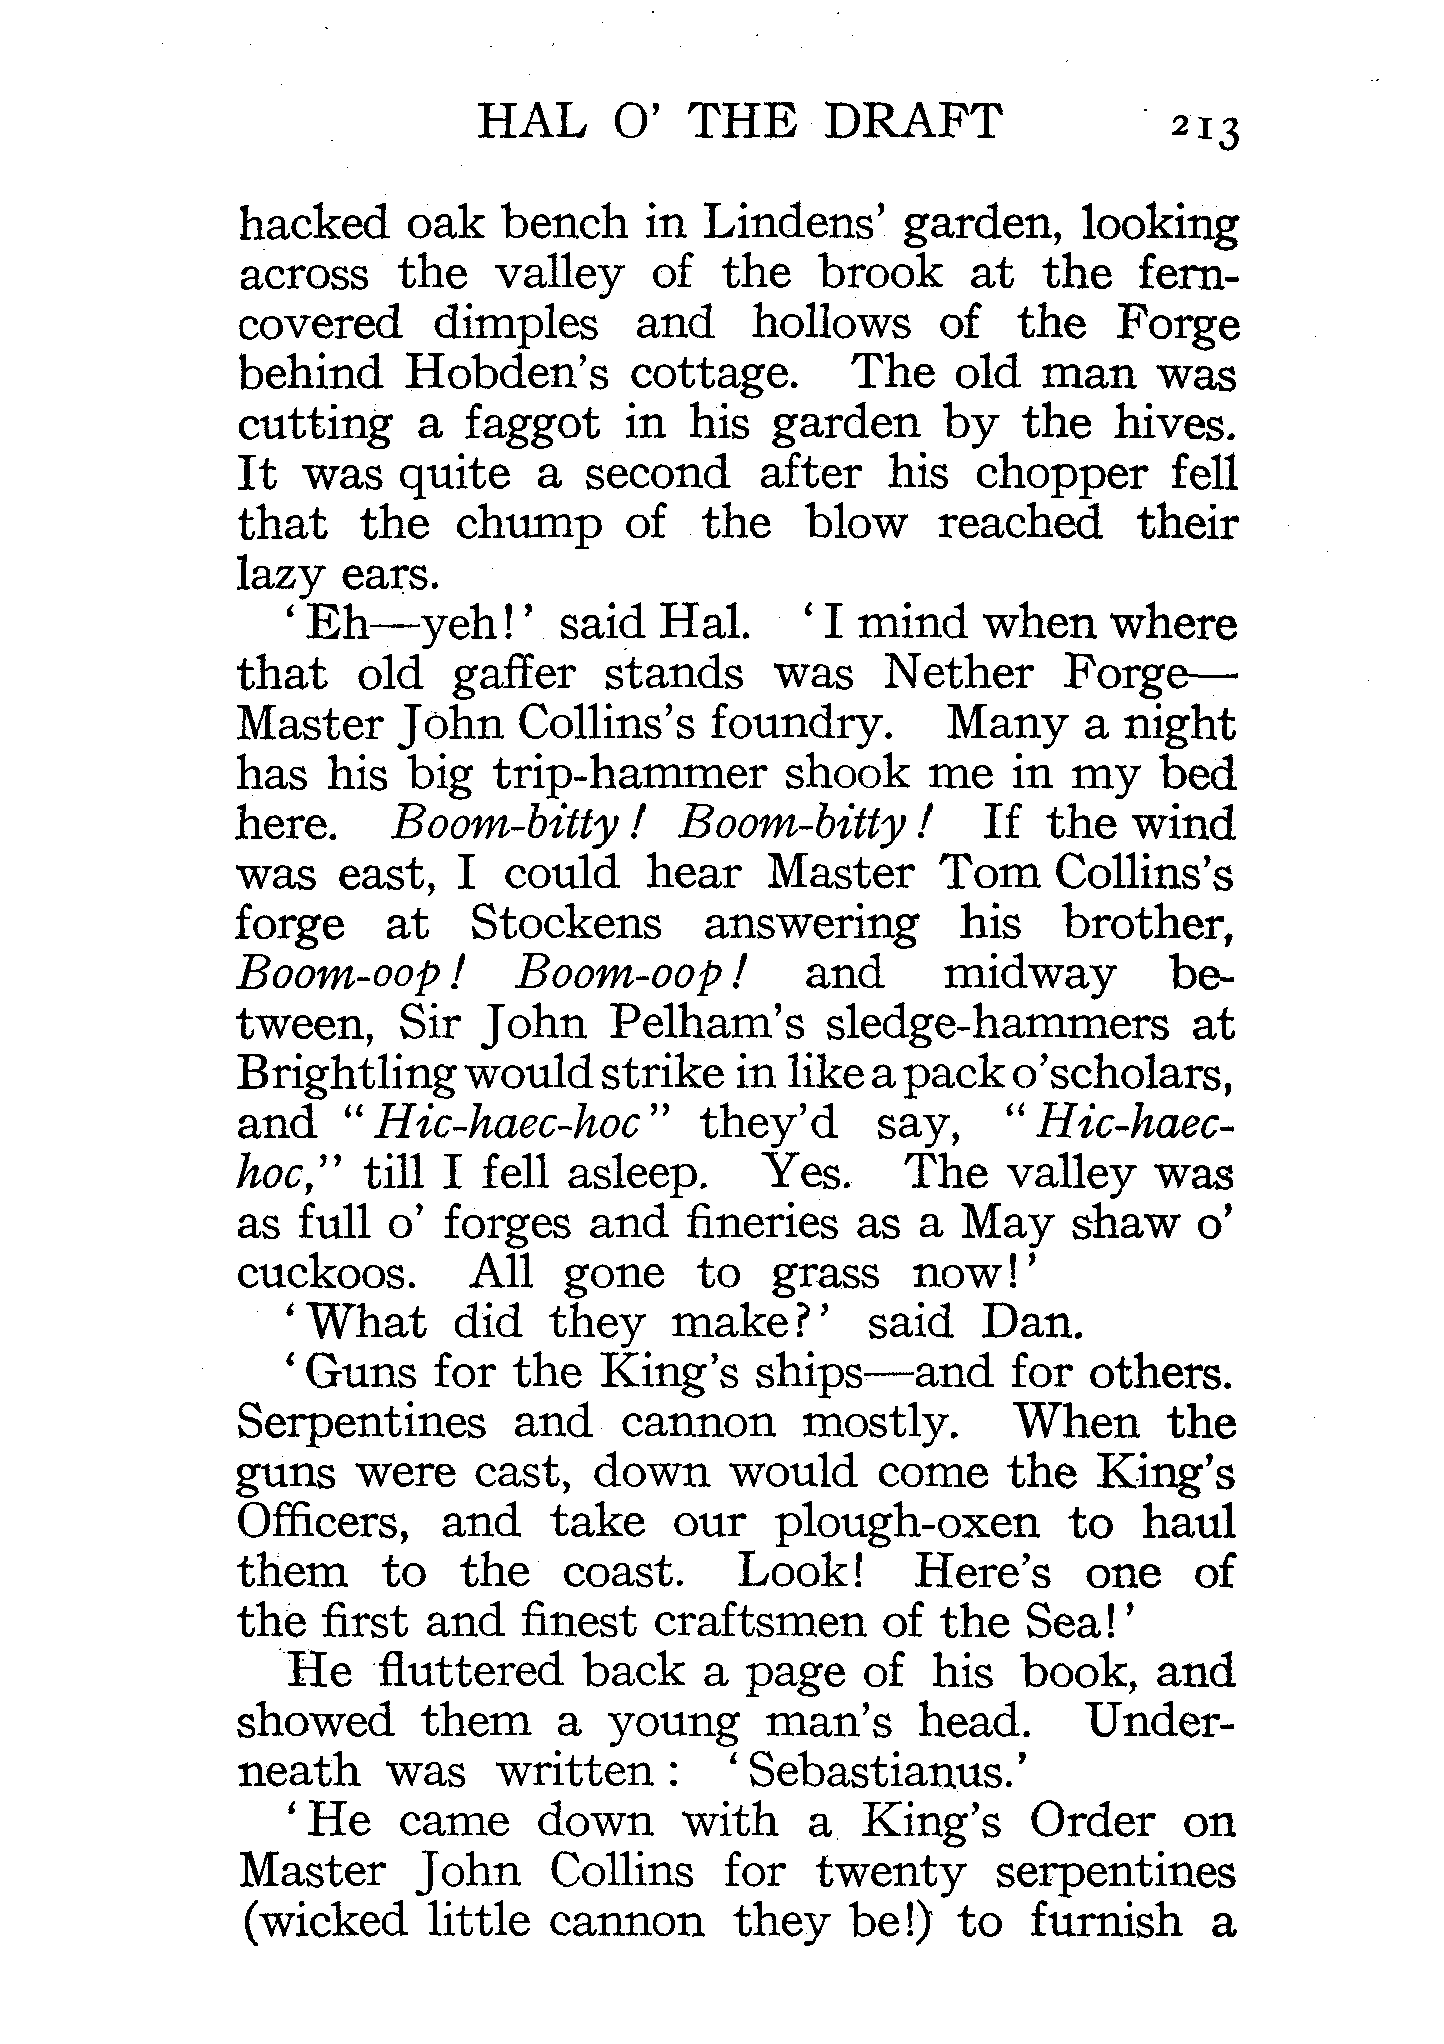 HAL O' THE DRAFT 213
hacked oak bench in Lindens' garden, looking
across the valley of the brook at the fern-
covered dimples and hollows of the Forge
behind Hobden's cottage. The old man was
cutting a faggot in his garden by the hives.
It was quite a second after his chopper fell
that the chump of the blow reached their
lazy ears.
'Eh—yeh!' said Hal. 'I mind when where
that old gaffer stands was Nether Forge—
Master John Collins's foundry. Many a night
has his big trip-hammer shook me in my bed
here. Boom-bitty! Boom-bitty! If the wind
was east, I could hear Master Tom Collins's
forge at Stockens answering his brother,
Boom-oop! Boom-oop! and midway be-
tween, Sir John Pelham's sledge-hammers at
Brightling would strike in like a pack o' scholars,
and "Hic-haec-hoc" they'd say, "Hic-haec-
hoc," till I fell asleep. Yes. The valley was
as full o' forges and fineries as a May shaw o'
cuckoos. All gone to grass now!'
'What did they make?' said Dan.
'Guns for the King's ships—and for others.
Serpentines and cannon mostly. When the
guns were cast, down would come the King's
Officers, and take our plough-oxen to haul
them to the coast. Look! Here's one of
the first and finest craftsmen of the Sea!'
He fluttered back a page of his book, and
showed them a young man's head. Under-
neath was written: 'Sebastianus.'
'He came down with a King's Order on
Master John Collins for twenty serpentines
(wicked little cannon they be!) to furnish a